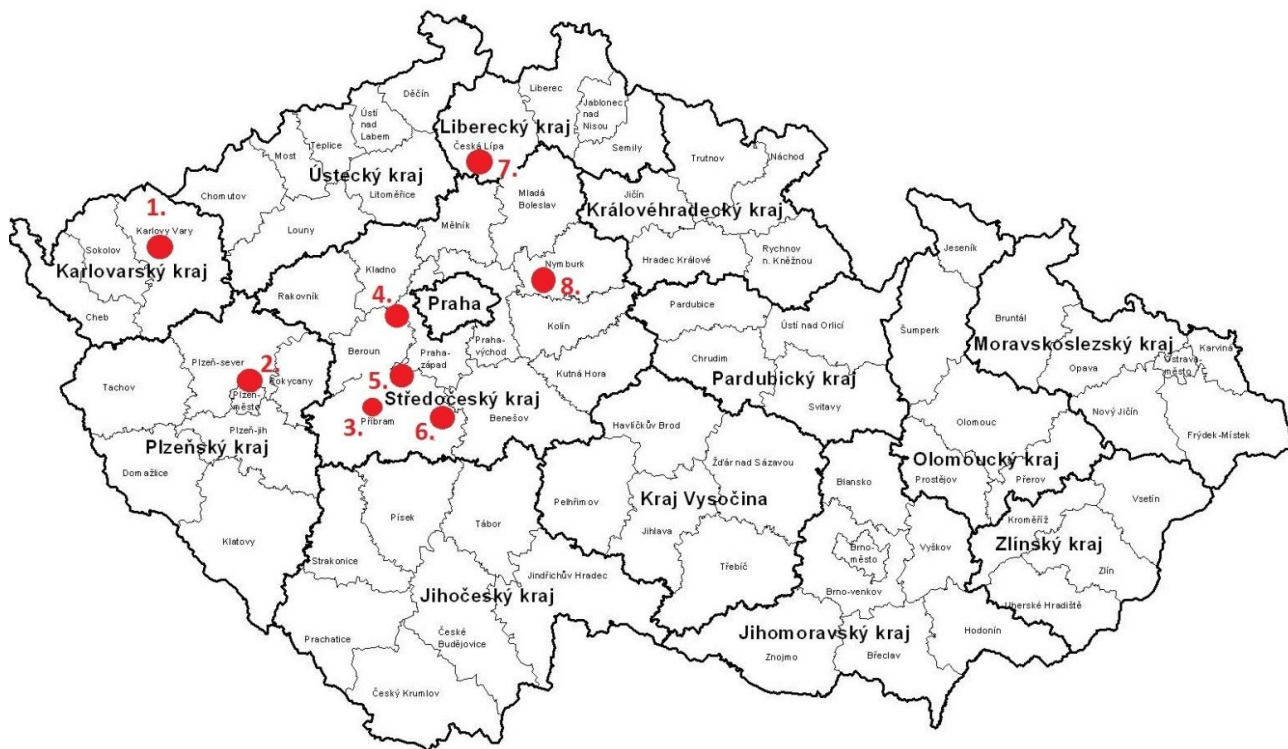 Děčín
Liberec
Ústí
nad
Labem
Jablonec
nad
Nisou
Liberecký kraj
Teplice
Česká Lípa
Semily
Trutnov
Náchod
Most
7.
Ústecký kraj
Chomutov
Litoměřice
Mladá
Boleslav
Jičín
Královéhradecký kraj
1.
Karlovy Vary
Louny
Mělník
Sokolov
Karlovarský kraj
Kladno
Nymburk
Hradec Králové
Rychnov
n. Kněžnou
Jeseník
Rakovník
4.
Praha
8.
Cheb
Pardubice
Kolín
Ústí nad Orlicí
Šumperk
Bruntál
Moravskoslezský kraj
Karviná
Ostrava-
město
Opava
Plzeň-sever
2.
Rokycany
Beroun
Praha-
západ
Praha-
východ
Chrudim
Pardubický kraj
Tachov
Plzeň-
město
5.
Kutná Hora
Středočeský kraj
Svitavy
Nový Jičín
3.
Příbram
6.
Benešov
Havlíčkův Brod
Olomouc
Frýdek-Místek
Plzeň-jih
Plzeňský kraj
Domažlice
Žďár nad Sázavou
Olomoucký kraj
Prostějov
Přerov
Pelhřimov
Kraj Vysočina
Blansko
Vsetín
Písek
Tábor
Kroměříž
Zlínský kraj
Klatovy
Jihlava
Brno-
město
Vyškov
Strakonice
Třebíč
Zlín
Jindřichův Hradec
Brno-venkov
Jihočeský kraj
Uherské Hradiště
Prachatice
České
Budějovice
Jihomoravský kraj
Hodonín
Znojmo
Břeclav
Český Krumlov